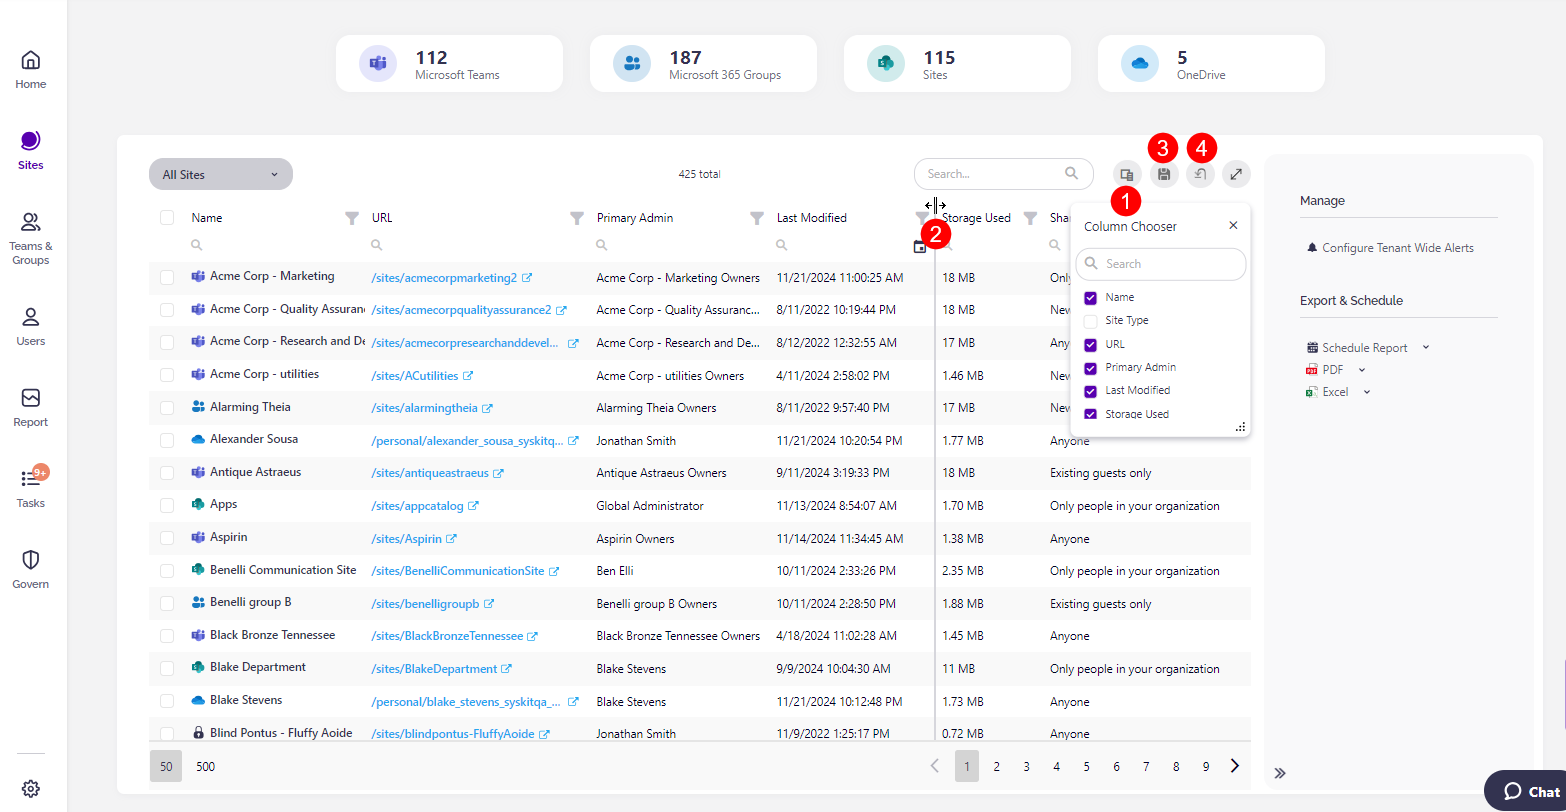 Home
Sites
Teams &
Groups
Users
Report
9+
Tasks
Govern
112
Microsoft Teams
187
Microsoft 365 Groups
115
Sites
5
OneDrive
All Sites
425 total
Search...
3
4
1
2
Name URL Primary Admin Last Modified Storage Used
Acme Corp - Marketing /sites/acmecorpmarketing2 Acme Corp - Marketing Owners 11/21/2024 11:00:25 AM 18 MB
Acme Corp - Quality Assuran /sites/acmecorpqualityassurance2 Acme Corp - Quality Assuranc... 8/11/2022 10:19:44 PM 18 MB New
Acme Corp - Research and De /sites/acmecorpresearchanddevel... Acme Corp - Research and De... 8/12/2022 12:32:55 AM 17 MB Any
Acme Corp - utilities /sites/ACutilities Acme Corp - utilities Owners 4/11/2024 2:58:02 PM 1.46 MB New
Alarming Theia /sites/alarmingtheia Alarming Theia Owners 8/11/2022 9:57:40 PM 17 MB New
Alexander Sousa /personal/alexander_sousa_syskitq... Jonathan Smith 11/21/2024 10:20:54 PM 1.77 MB Anyone
Antique Astraeus /sites/antiqueastraeus Antique Astraeus Owners 9/11/2024 3:19:33 PM 18 MB Existing guests only
Apps /sites/appcatalog Global Administrator 11/13/2024 8:54:07 AM 1.70 MB Only people in your organization
Aspirin /sites/Aspirin Aspirin Owners 11/14/2024 11:34:45 AM 1.38 MB Anyone
Benelli Communication Site /sites/BenelliCommunicationSite Ben Elli 10/11/2024 2:33:26 PM 2.35 MB Only people in your organization
Benelli group B /sites/benelligroupb Benelli group B Owners 10/11/2024 2:28:50 PM 1.88 MB Existing guests only
Black Bronze Tennessee /sites/BlackBronzeTennessee Black Bronze Tennessee Owners 4/18/2024 11:02:28 AM 1.45 MB Anyone
Blake Department /sites/BlakeDepartment Blake Stevens 9/9/2024 10:04:30 AM 11 MB Only people in your organization
Blake Stevens /personal/blake_stevens_syskitqa_... Blake Stevens 11/21/2024 10:12:48 PM 1.73 MB Anyone
Blind Pontus - Fluffy Aoide /sites/blindpontus-FluffyAoide Jonathan Smith 11/9/2022 1:25:17 PM 0.72 MB Anyone
50 500
1 2 3 4 5 6 7 8 9
Column Chooser
Search
Name
Site Type
URL
Primary Admin
Last Modified
Storage Used
Manage
Configure Tenant Wide Alerts
Export & Schedule
Schedule Report
PDF
Excel
Chat